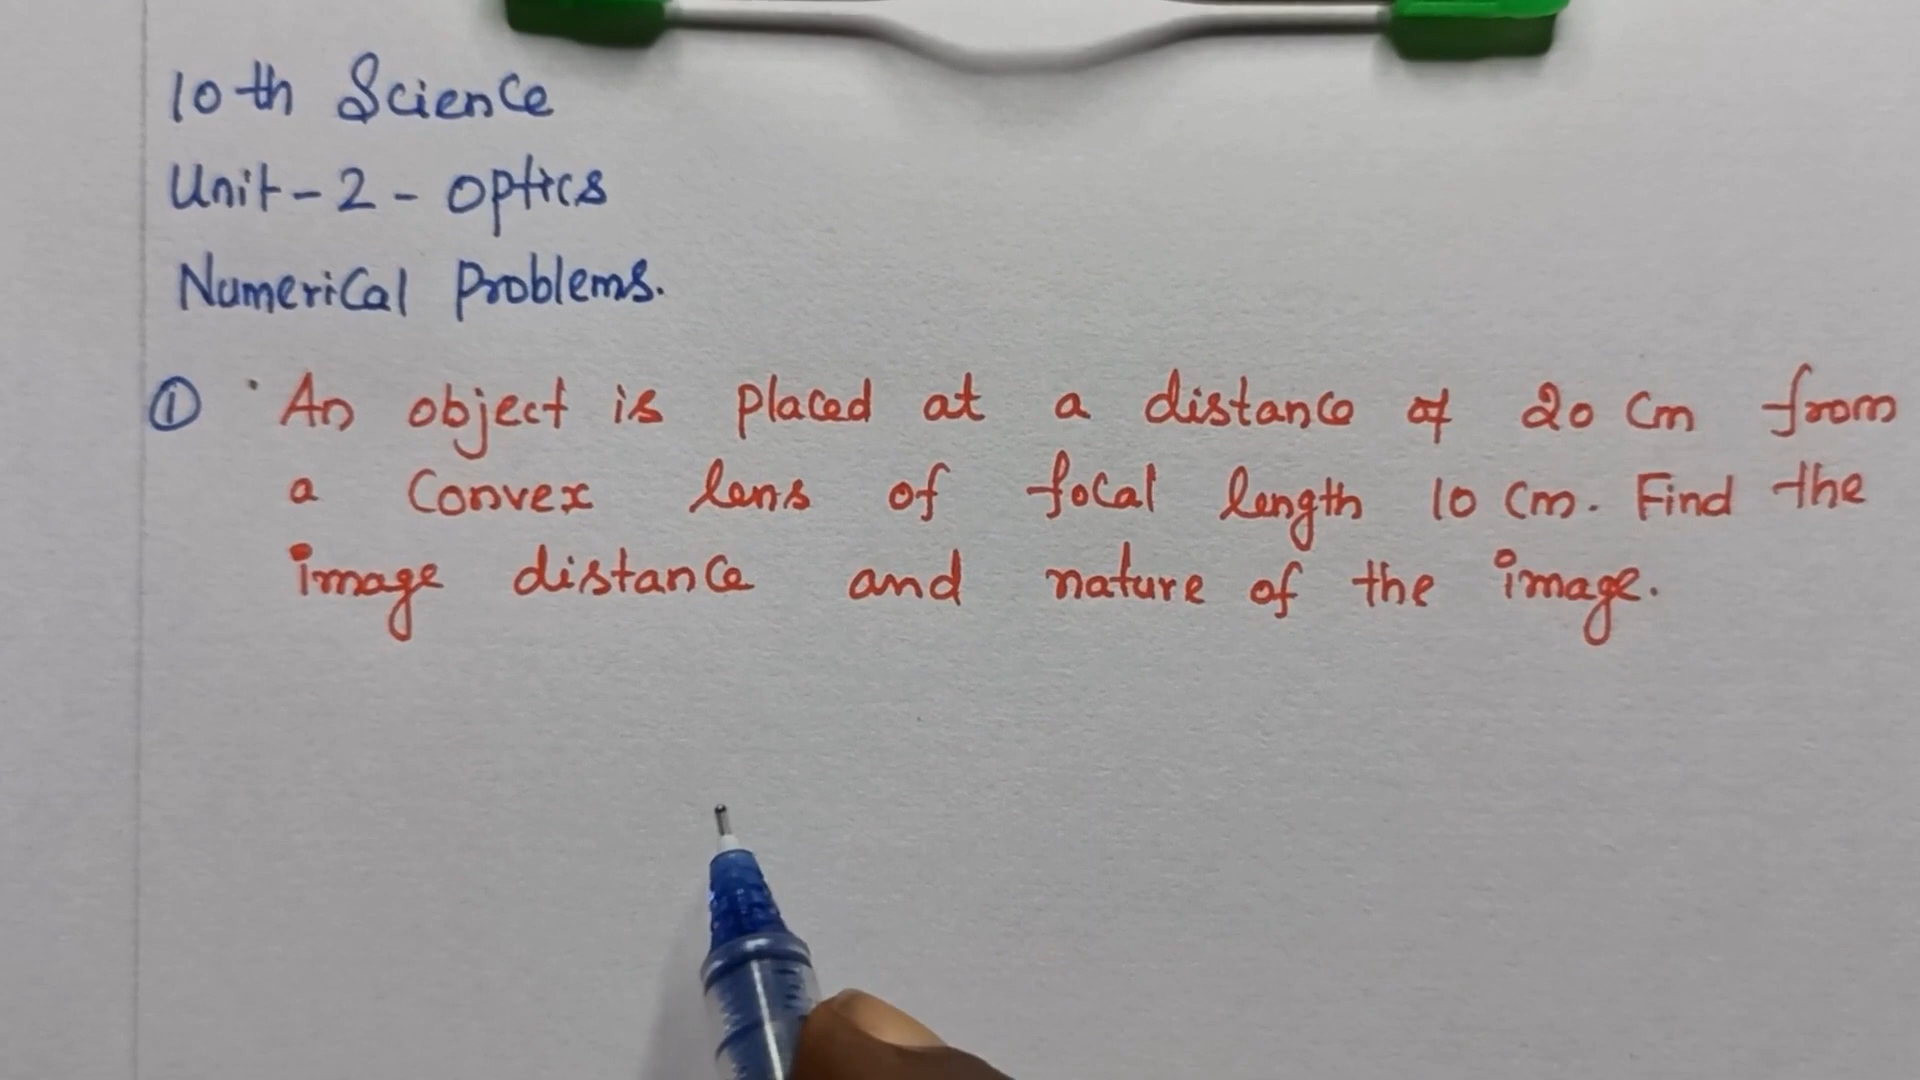 10th Science
Unit-2-Optics
Numerical Problems.
① An object is placed at a distance of 20 cm from
a Convex lens of focal length 10 cm. Find the
image distance and nature of the image.